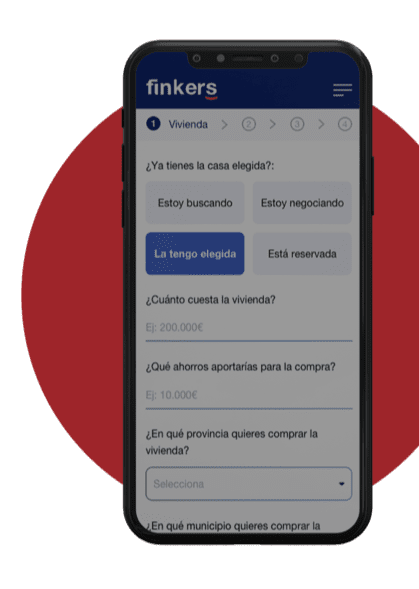 finkers
1 Vivienda > 2 > 3 > 4
¿Ya tienes la casa elegida?:
Estoy buscando Estoy negociando
La tengo elegida Está reservada
¿Cuánto cuesta la vivienda?
Ej: 200.000€
¿Qué ahorros aportarías para la compra?
Ej: 10.000€
¿En qué provincia quieres comprar la
vivienda?
Selecciona
¿En qué municipio quieres comprar la